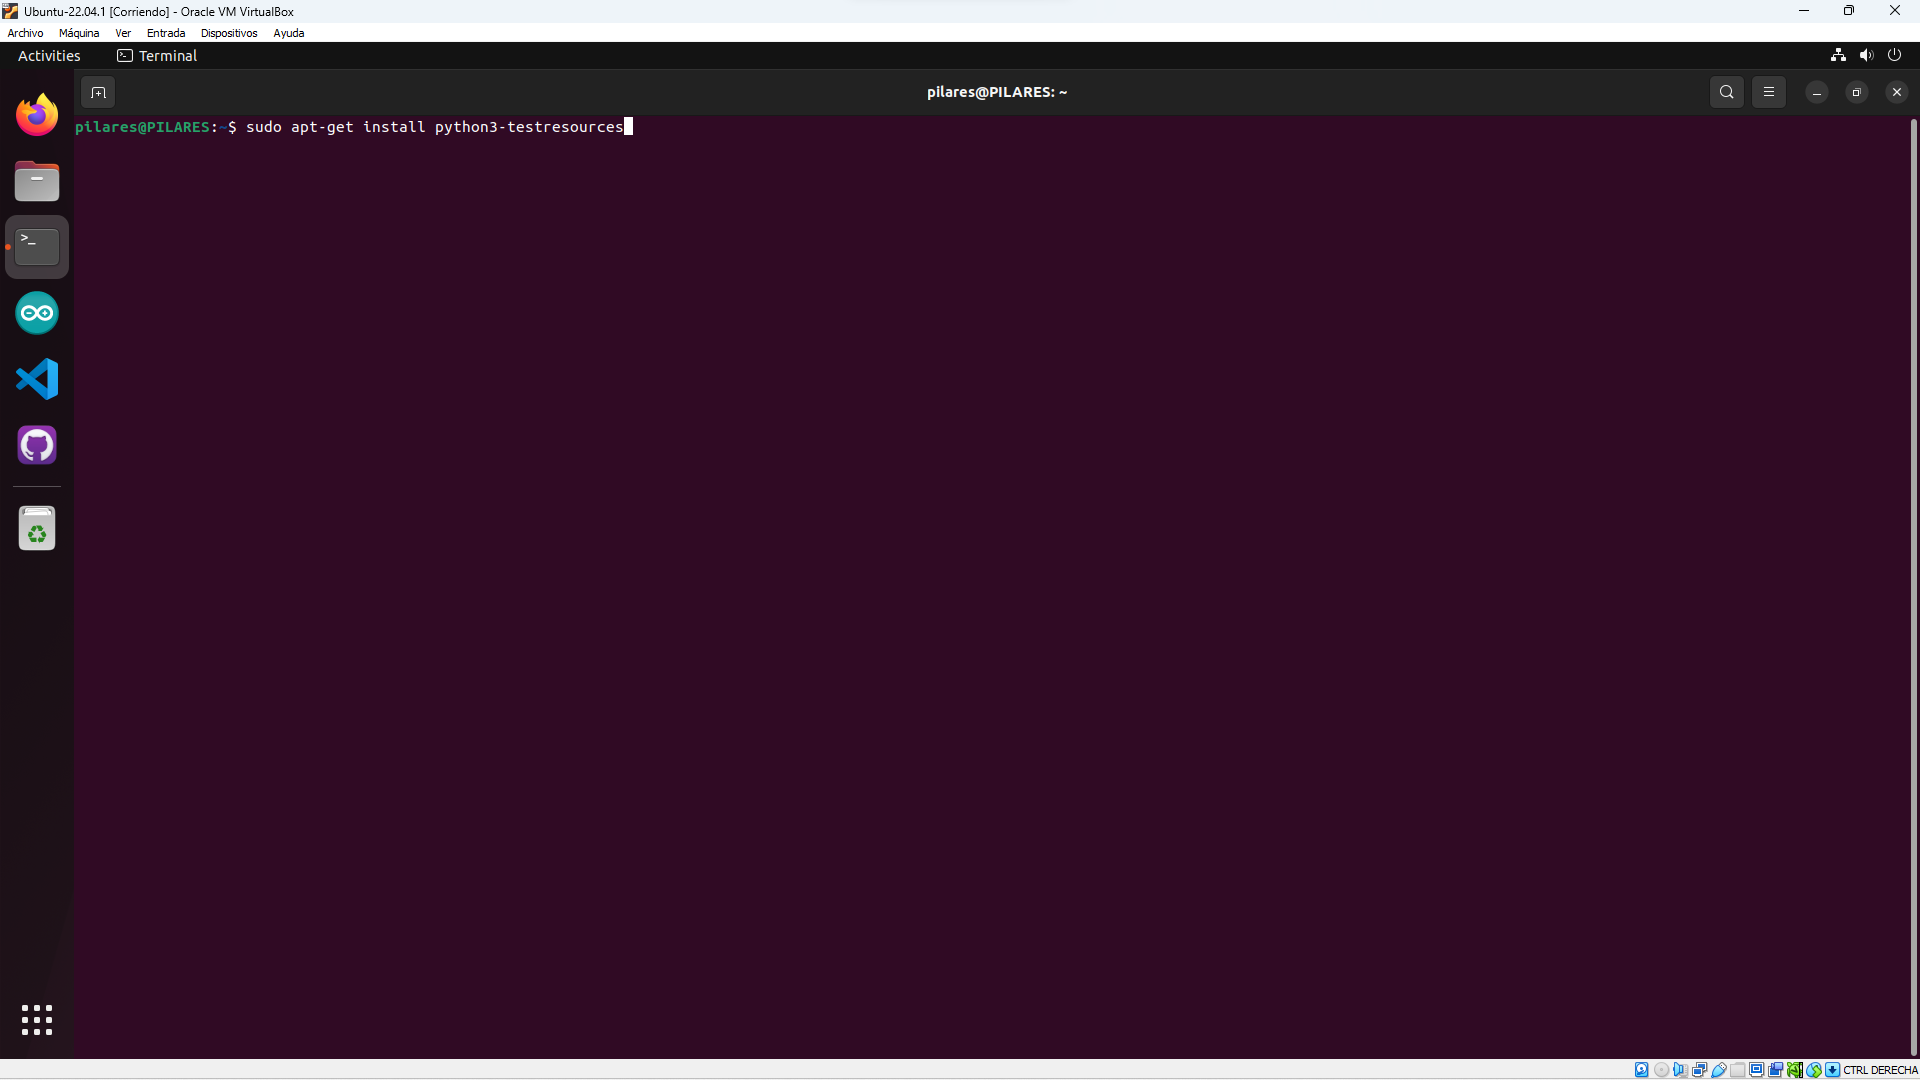 Ubuntu-22.04.1 [Corriendo] - Oracle VM VirtualBox
Archivo Máquina Ver Entrada Dispositivos Ayuda
Activities Terminal
pilares@PILARES: ~
pilares@PILARES:~$ sudo apt-get install python3-testresources
CTRL DERECHA